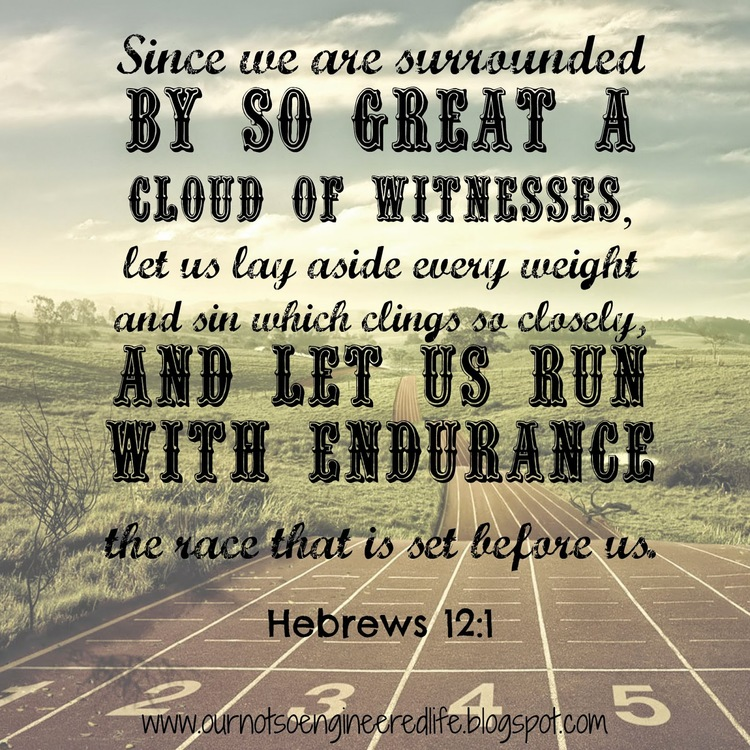 Since we are surrounded
BY SO GREAT A
CLOUD OF WITNESSES,
let us lay aside every weight
and sin which clings so closely,
AND LET US RUN
WITH ENDURANCE
the race that is set before us.
Hebrews 12:1
1 2 3 4 5
www.ournotsoengineeredlife.blogspot.com